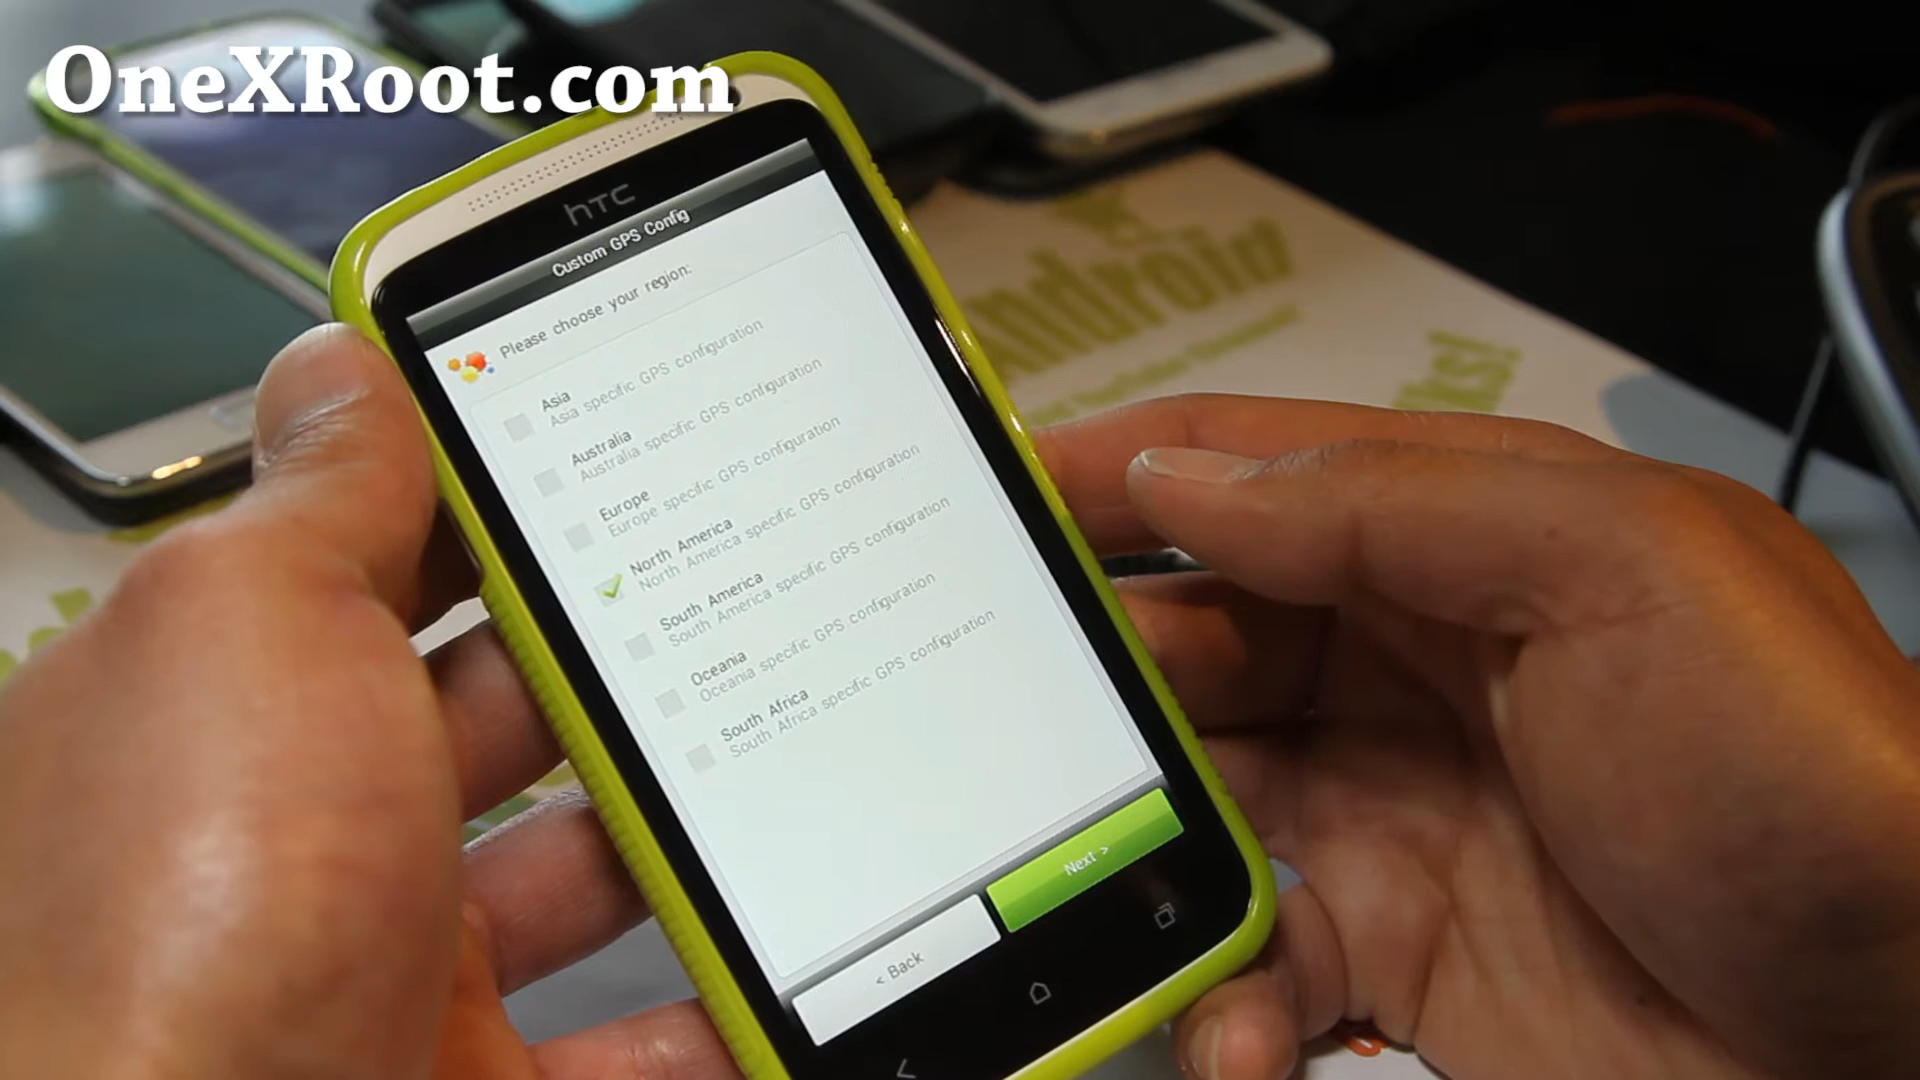 OneXRoot.com
hTC
Custom GPS Config
Please choose your region:
Asia
Asia specific GPS configuration
Australia
Australia specific GPS configuration
Europe
Europe specific GPS configuration
North America
North America specific GPS configuration
South America
South America specific GPS configuration
Oceania
Oceania specific GPS configuration
South Africa
South Africa specific GPS configuration
Next >
< Back
Android